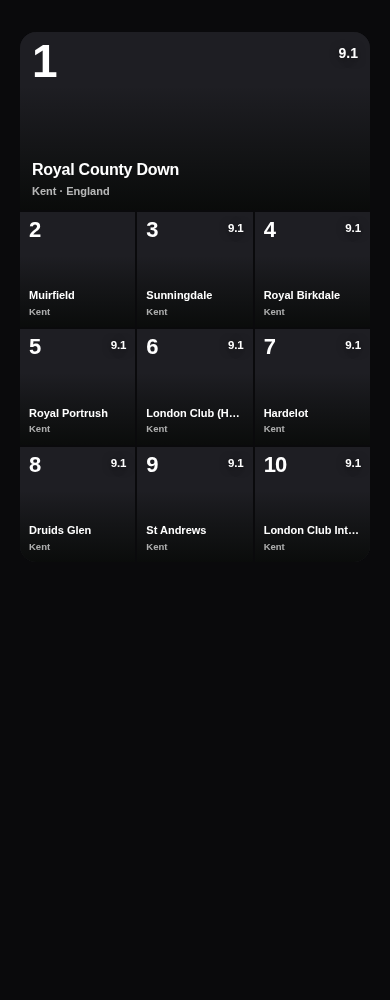 1
9.1
Royal County Down
Kent · England
2
3
9.1
4
9.1
Muirfield
Sunningdale
Royal Birkdale
Kent
Kent
Kent
5
9.1
6
9.1
7
9.1
Royal Portrush
London Club (H…
Hardelot
Kent
Kent
Kent
8
9.1
9
9.1
10
9.1
Druids Glen
St Andrews
London Club Int…
Kent
Kent
Kent